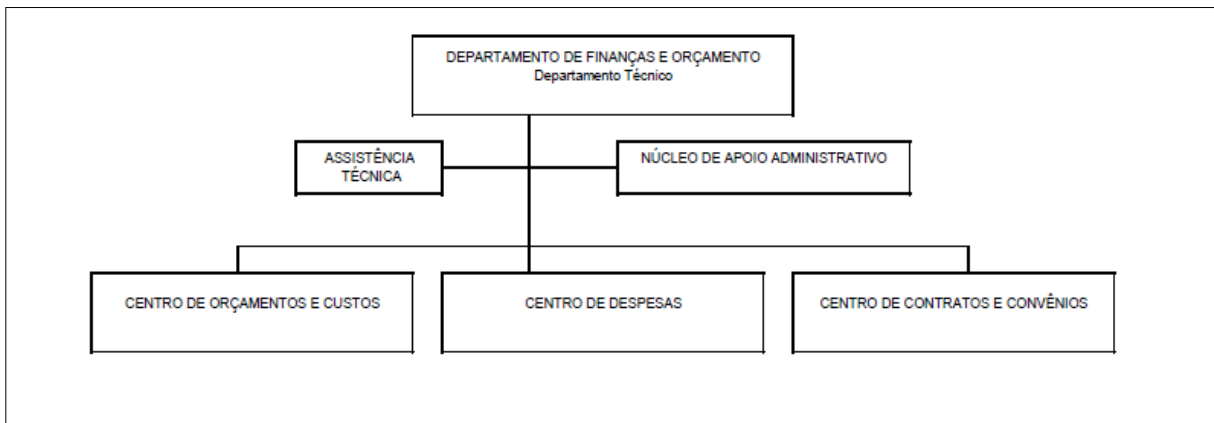 DEPARTAMENTO DE FINANÇAS E ORÇAMENTO
Departamento Técnico
ASSISTÊNCIA
TÉCNICA
NÚCLEO DE APOIO ADMINISTRATIVO
CENTRO DE ORÇAMENTOS E CUSTOS
CENTRO DE DESPESAS
CENTRO DE CONTRATOS E CONVÊNIOS